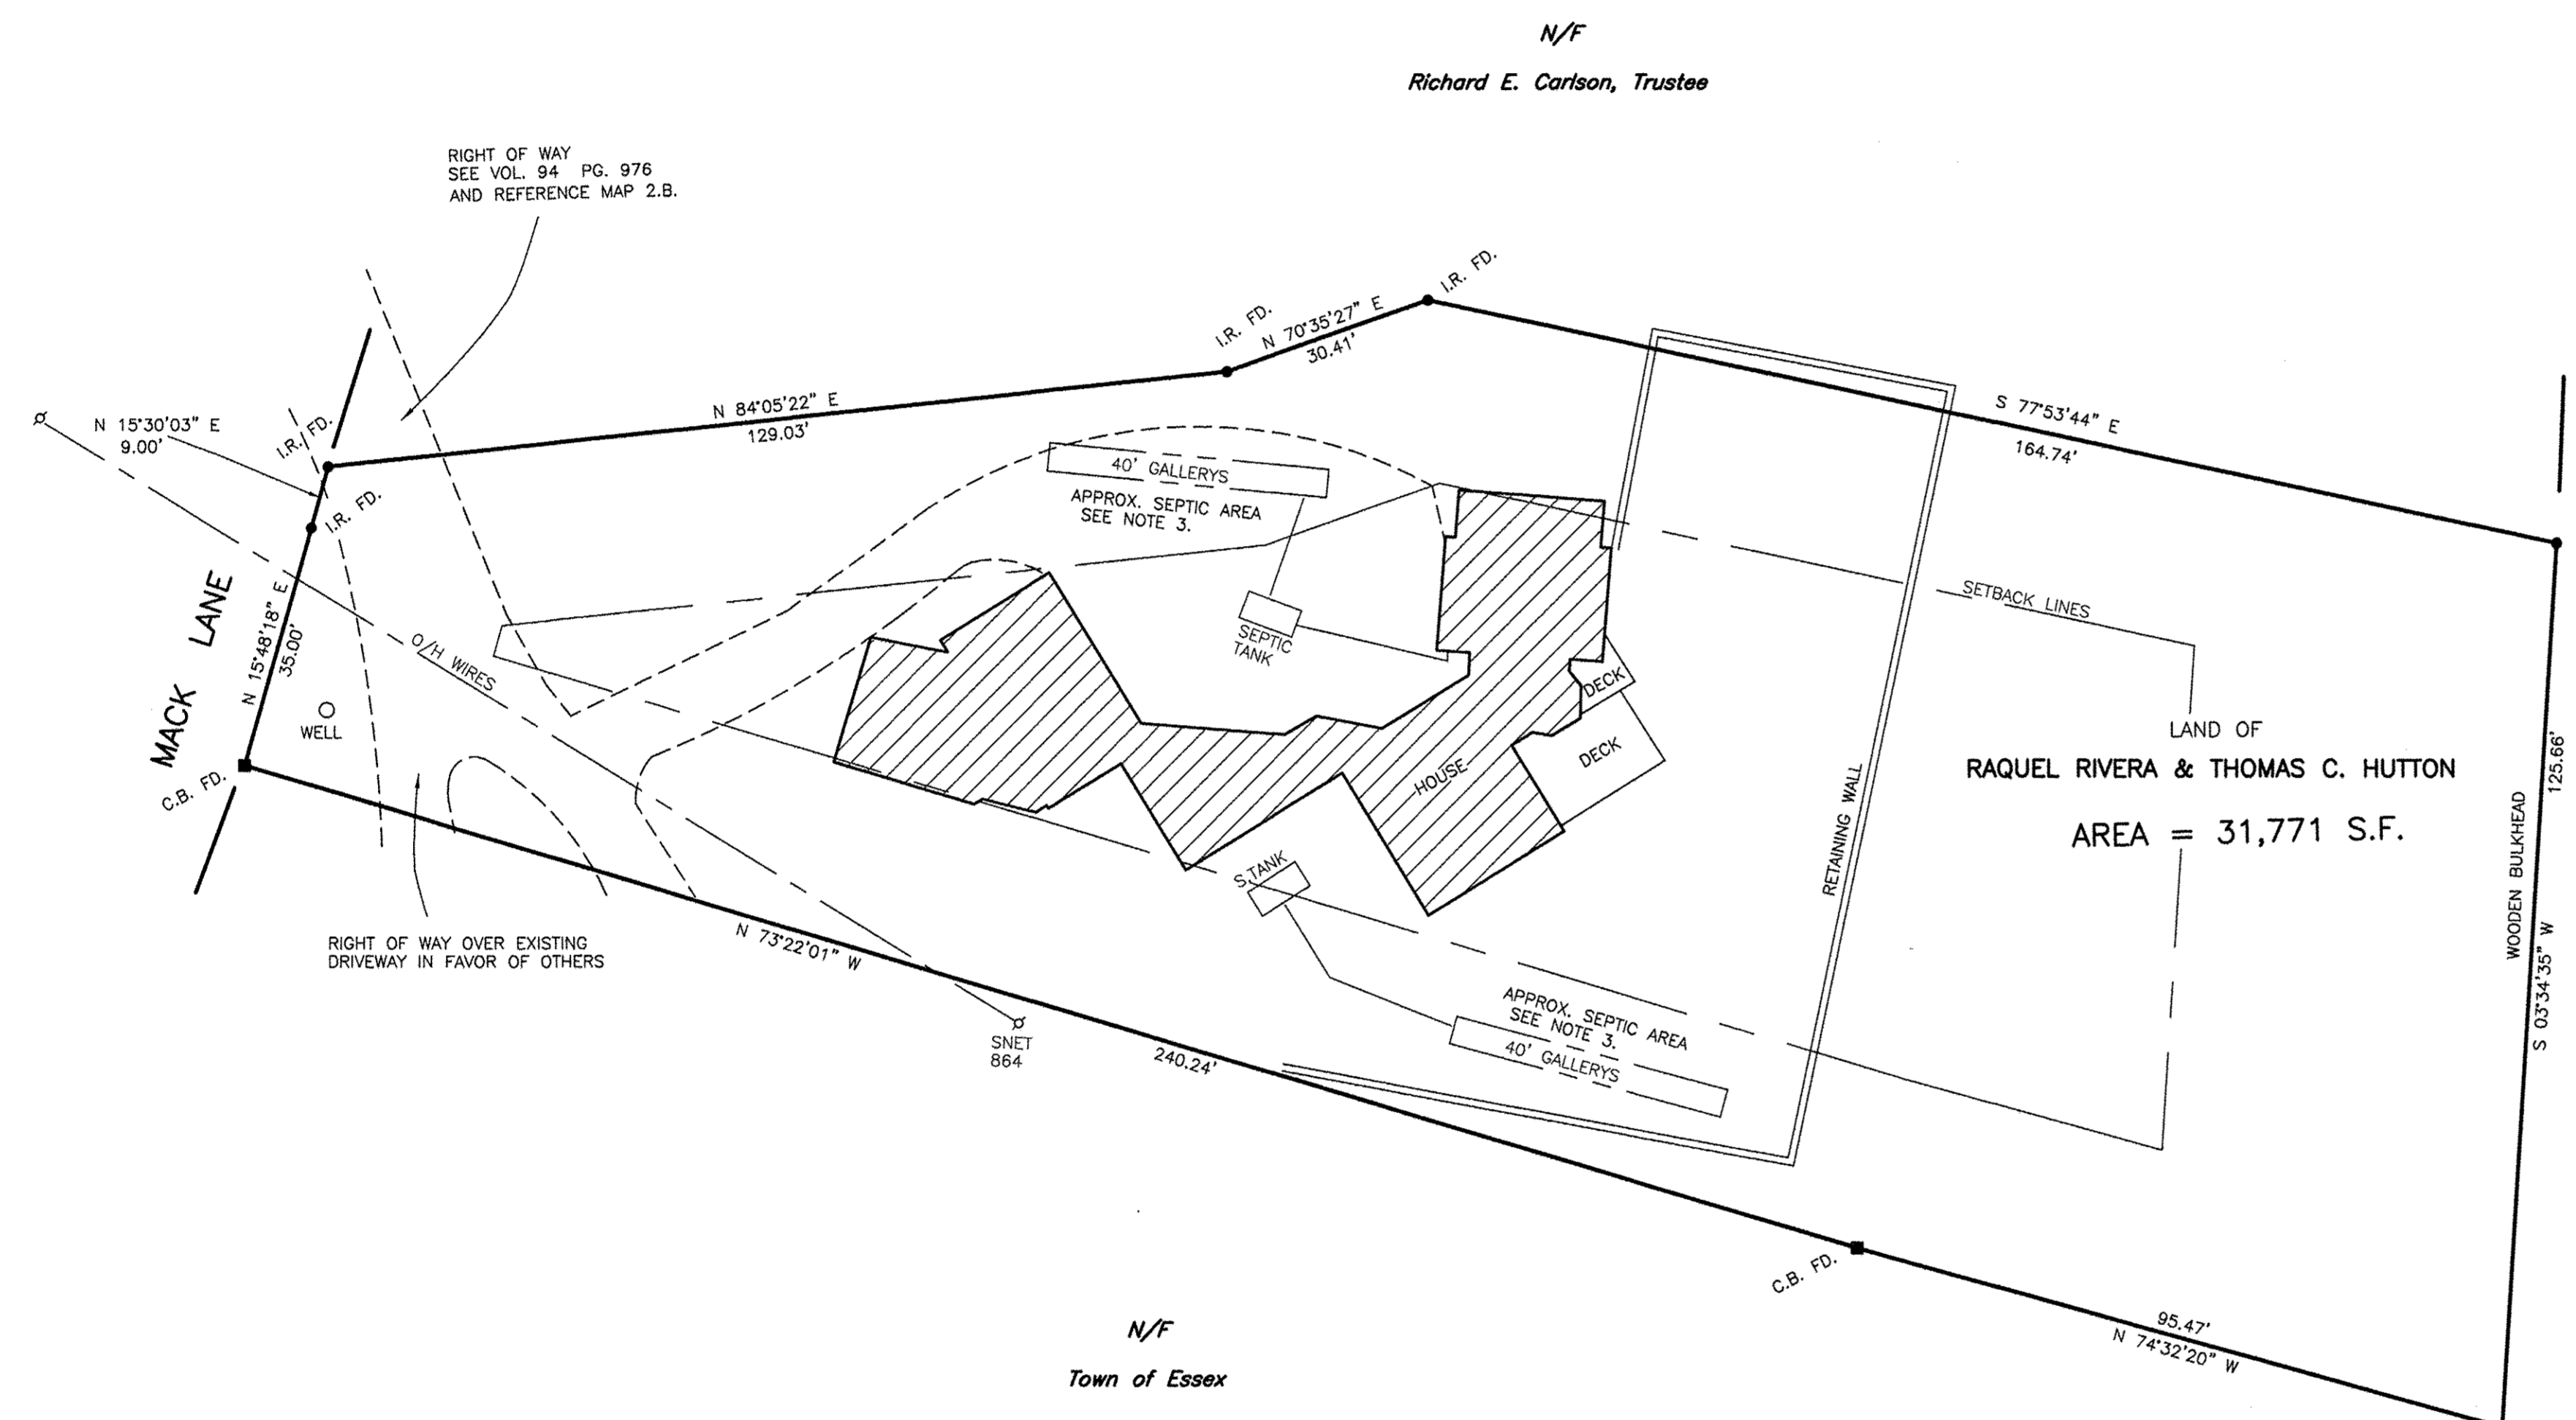 N/F
Richard E. Carlson, Trustee
RIGHT OF WAY
SEE VOL. 94 PG. 976
AND REFERENCE MAP 2.B.
I.R. FD.
I.R. FD.
N 70°35'27" E
30.41'
N 84°05'22" E
129.03'
S 77°53'44" E
164.74'
N 15°30'03" E
9.00'
I.R. FD.
I.R. FD.
40' GALLERYS
APPROX. SEPTIC AREA
SEE NOTE 3.
SEPTIC
TANK
SETBACK LINES
MACK LANE
N 15°48'18" E
35.00'
O/H WIRES
WELL
C.B. FD.
DECK
DECK
HOUSE
LAND OF
RAQUEL RIVERA & THOMAS C. HUTTON
AREA = 31,771 S.F.
RETAINING WALL
WOODEN BULKHEAD
125.66'
S 03°34'35" W
S.TANK
RIGHT OF WAY OVER EXISTING
DRIVEWAY IN FAVOR OF OTHERS
N 73°22'01" W
240.24'
SNET
864
APPROX. SEPTIC AREA
SEE NOTE 3.
40' GALLERYS
C.B. FD.
95.47'
N 74°32'20" W
N/F
Town of Essex